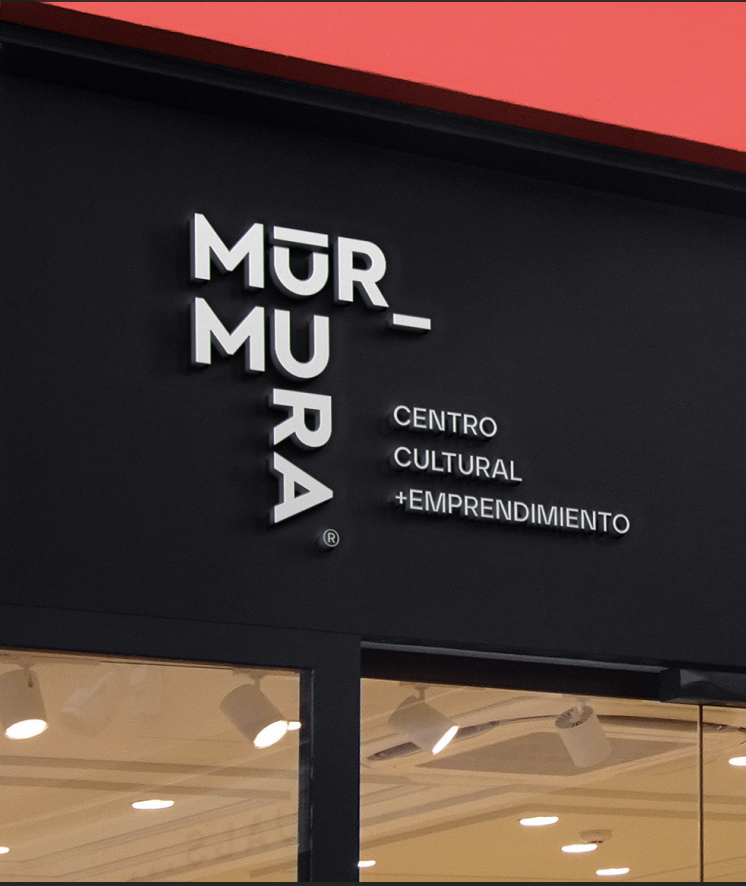 MŪR_
MURA
®
CENTRO
CULTURAL
+EMPRENDIMIENTO